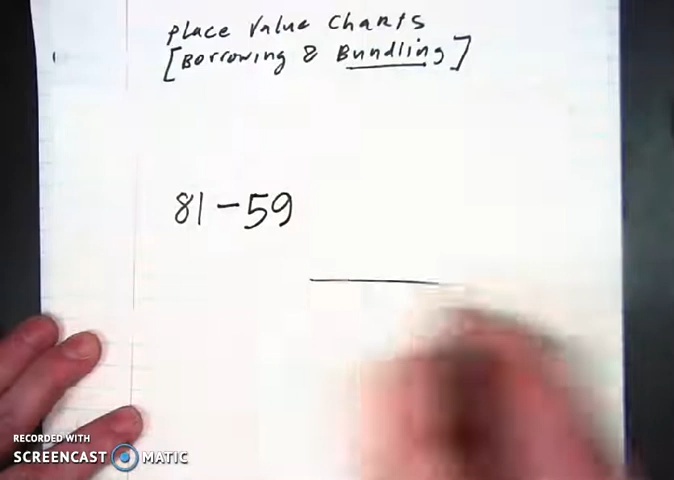 Place Value Charts
[Borrowing & Bundling]
81-59
RECORDED WITH
SCREENCAST MATIC